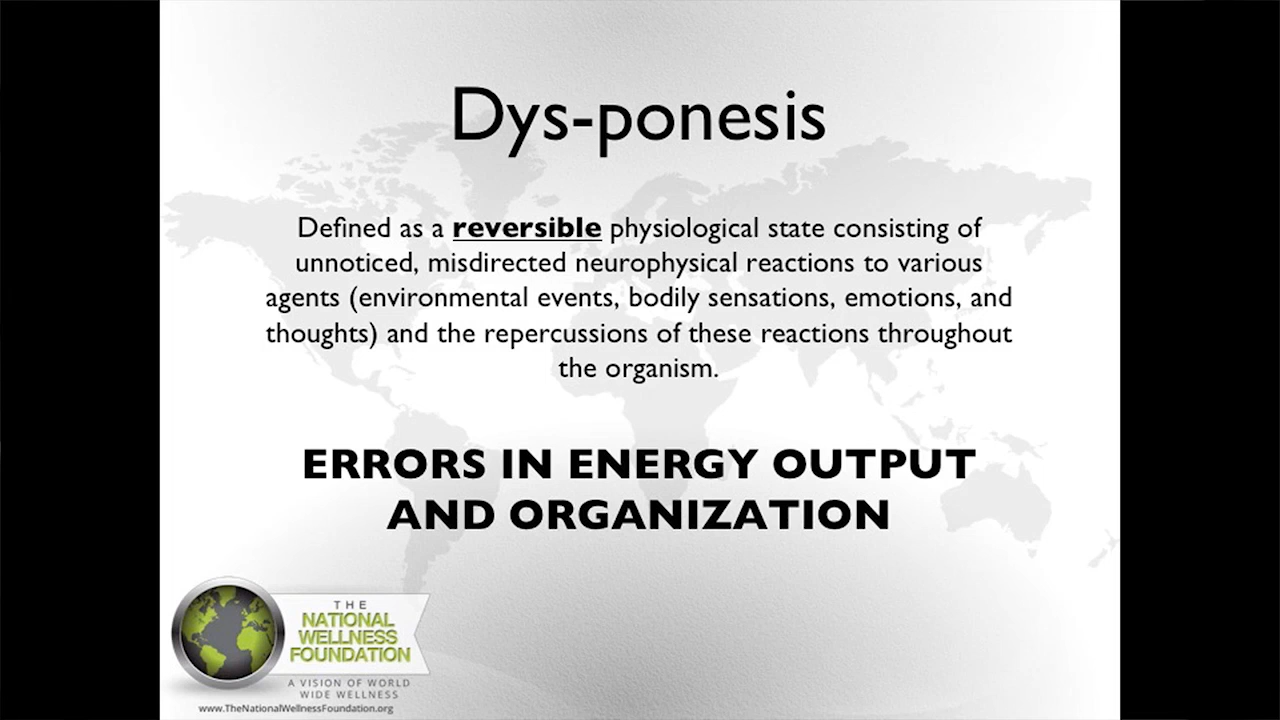 Dys-ponesis
Defined as a reversible physiological state consisting of
unnoticed, misdirected neurophysical reactions to various
agents (environmental events, bodily sensations, emotions, and
thoughts) and the repercussions of these reactions throughout
the organism.
ERRORS IN ENERGY OUTPUT
AND ORGANIZATION
THE
NATIONAL
WELLNESS
FOUNDATION
A VISION OF WORLD
WIDE WELLNESS
www.TheNationalWellnessFoundation.org